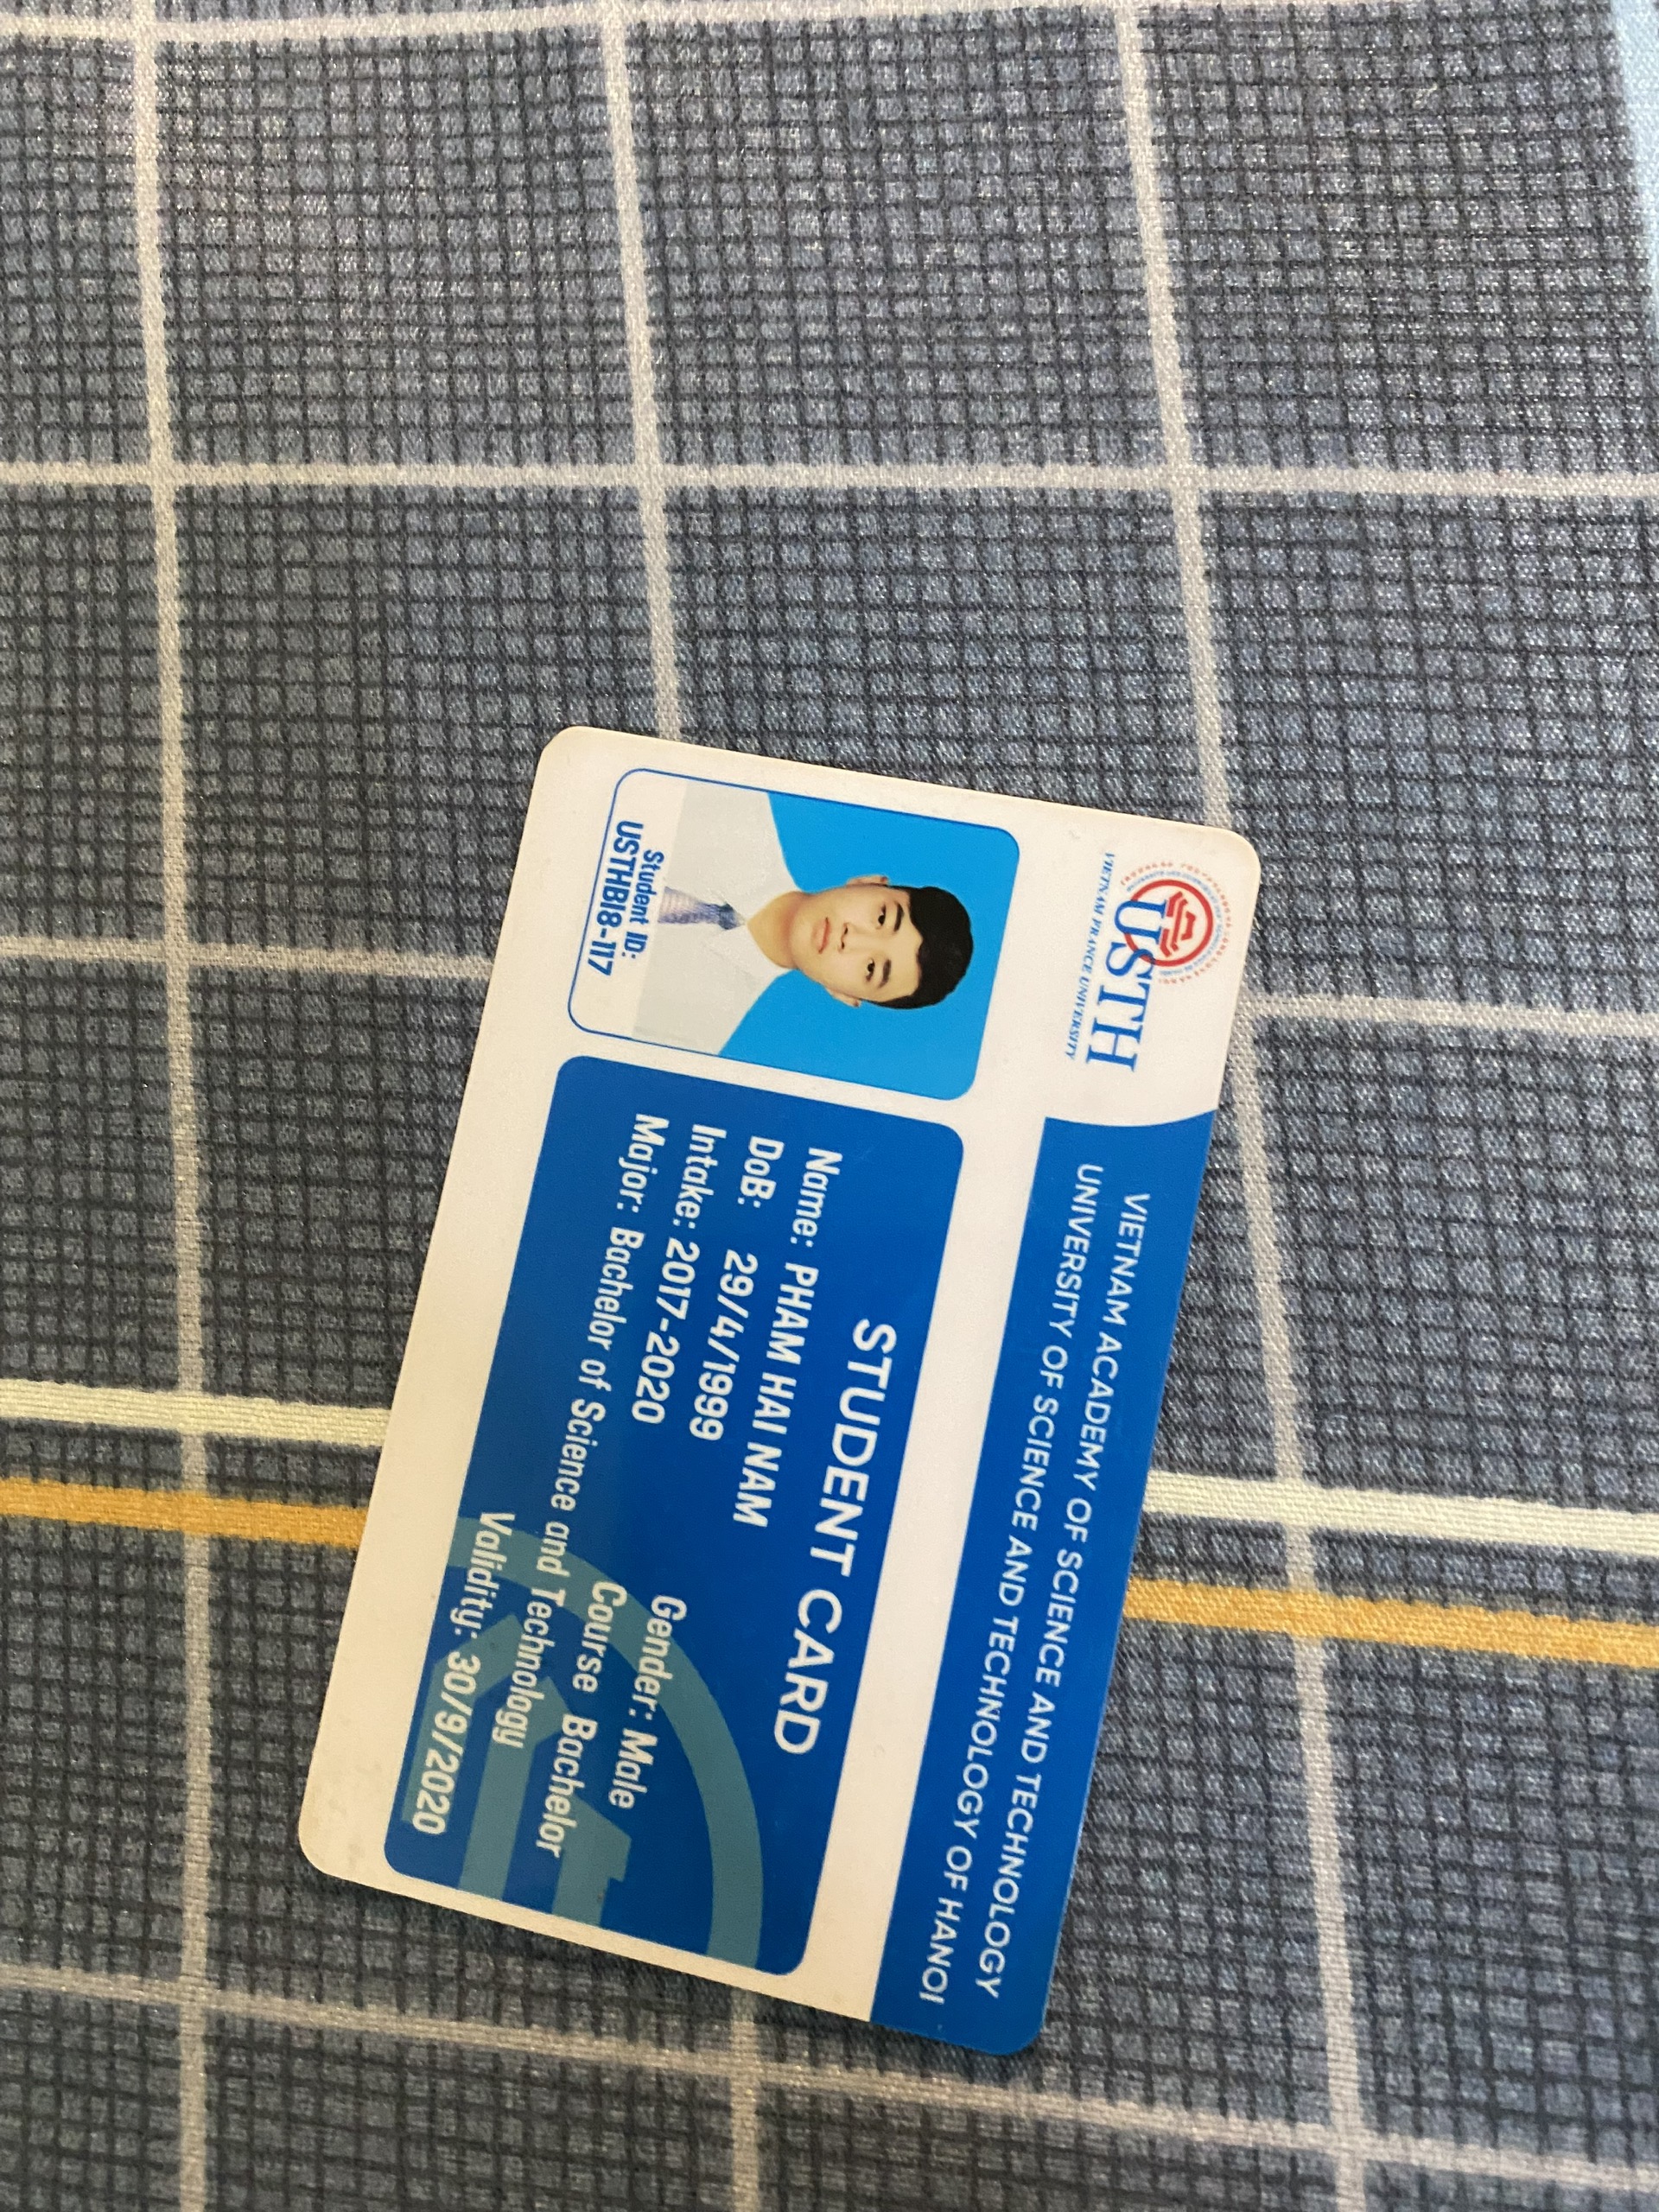 USTH
VIETNAM FRANCE UNIVERSITY
VIETNAM ACADEMY OF SCIENCE AND TECHNOLOGY
UNIVERSITY OF SCIENCE AND TECHNOLOGY OF HANOI
STUDENT CARD
Name: PHAM HAI NAM
DoB: 29/4/1999 Gender: Male
Intake: 2017-2020 Course Bachelor
Major: Bachelor of Science and Technology
Validity: 30/9/2020
Student ID:
USTHBI8-117